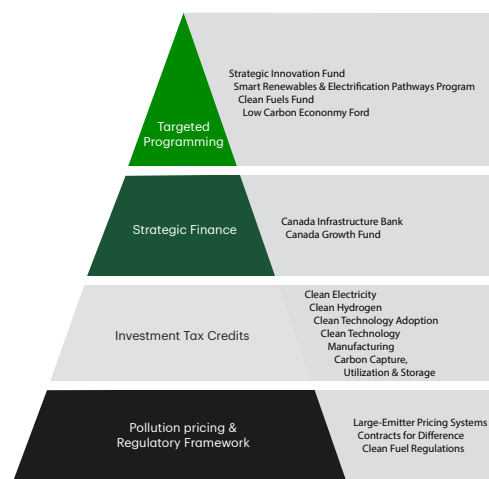 Strategic Innovation Fund
Smart Renewables & Electrification Pathways Program
Clean Fuels Fund
Low Carbon Econonmy Ford
Targeted
Programming
Strategic Finance
Canada Infrastructure Bank
Canada Growth Fund
Investment Tax Credits
Clean Electricity
Clean Hydrogen
Clean Technology Adoption
Clean Technology
Manufacturing
Carbon Capture,
Utilization & Storage
Pollution pricing &
Regulatory Framework
Large-Emitter Pricing Systems
Contracts for Difference
Clean Fuel Regulations